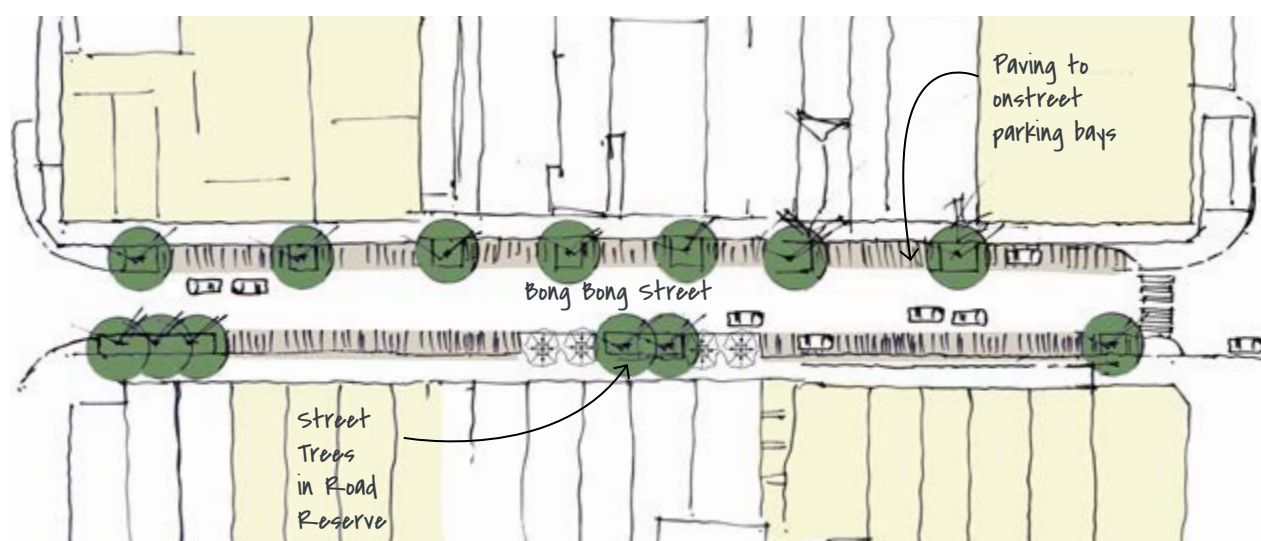 Paving to
onstreet
parking bays
Bong Bong Street
Street
Trees
in Road
Reserve